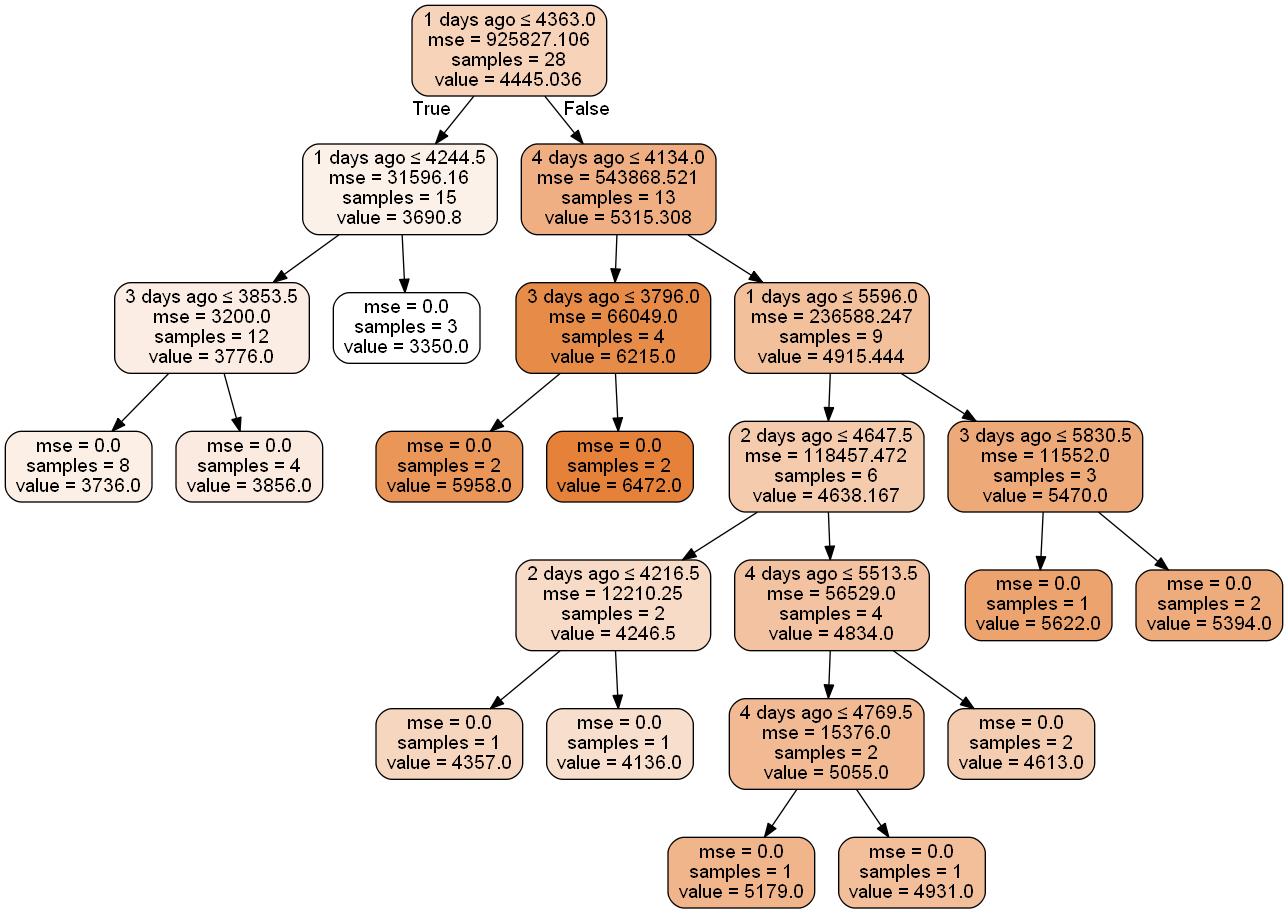 1 days ago ≤ 4363.0
mse = 925827.106
samples = 28
value = 4445.036
True
False
1 days ago ≤ 4244.5
mse = 31596.16
samples = 15
value = 3690.8
4 days ago ≤ 4134.0
mse = 543868.521
samples = 13
value = 5315.308
3 days ago ≤ 3853.5
mse = 3200.0
samples = 12
value = 3776.0
mse = 0.0
samples = 3
value = 3350.0
3 days ago ≤ 3796.0
mse = 66049.0
samples = 4
value = 6215.0
1 days ago ≤ 5596.0
mse = 236588.247
samples = 9
value = 4915.444
mse = 0.0
samples = 8
value = 3736.0
mse = 0.0
samples = 4
value = 3856.0
mse = 0.0
samples = 2
value = 5958.0
mse = 0.0
samples = 2
value = 6472.0
2 days ago ≤ 4647.5
mse = 118457.472
samples = 6
value = 4638.167
3 days ago ≤ 5830.5
mse = 11552.0
samples = 3
value = 5470.0
2 days ago ≤ 4216.5
mse = 12210.25
samples = 2
value = 4246.5
4 days ago ≤ 5513.5
mse = 56529.0
samples = 4
value = 4834.0
mse = 0.0
samples = 1
value = 5622.0
mse = 0.0
samples = 2
value = 5394.0
mse = 0.0
samples = 1
value = 4357.0
mse = 0.0
samples = 1
value = 4136.0
4 days ago ≤ 4769.5
mse = 15376.0
samples = 2
value = 5055.0
mse = 0.0
samples = 2
value = 4613.0
mse = 0.0
samples = 1
value = 5179.0
mse = 0.0
samples = 1
value = 4931.0